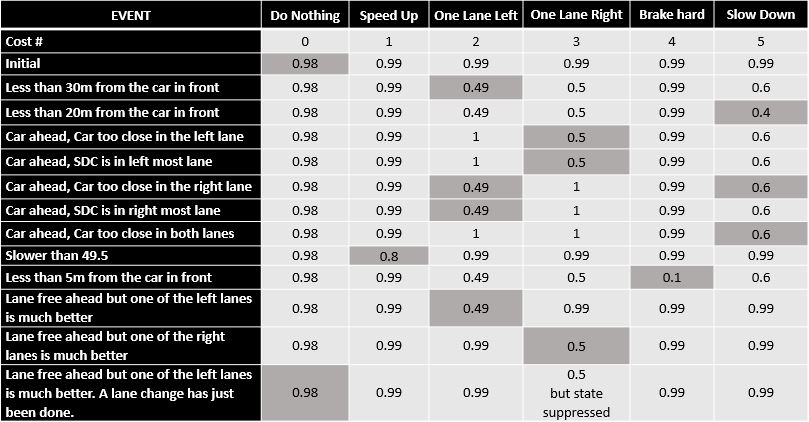 EVENT Do Nothing Speed Up One Lane Left One Lane Right Brake hard Slow Down
Cost # 0 1 2 3 4 5
Initial 0.98 0.99 0.99 0.99 0.99 0.99
Less than 30m from the car in front 0.98 0.99 0.49 0.5 0.99 0.6
Less than 20m from the car in front 0.98 0.99 0.49 0.5 0.99 0.4
Car ahead, Car too close in the left lane 0.98 0.99 1 0.5 0.99 0.6
Car ahead, SDC is in left most lane 0.98 0.99 1 0.5 0.99 0.6
Car ahead, Car too close in the right lane 0.98 0.99 0.49 1 0.99 0.6
Car ahead, SDC is in right most lane 0.98 0.99 0.49 1 0.99 0.6
Car ahead, Car too close in both lanes 0.98 0.99 1 1 0.99 0.6
Slower than 49.5 0.98 0.8 0.99 0.99 0.99 0.99
Less than 5m from the car in front 0.98 0.99 0.49 0.5 0.1 0.6
Lane free ahead but one of the left lanes
is much better 0.98 0.99 0.49 0.99 0.99 0.99
Lane free ahead but one of the right
lanes is much better 0.98 0.99 0.99 0.5 0.99 0.99
Lane free ahead but one of the left lanes
is much better. A lane change has just
been done. 0.98 0.99 0.99 0.5
but state
suppressed 0.99 0.99